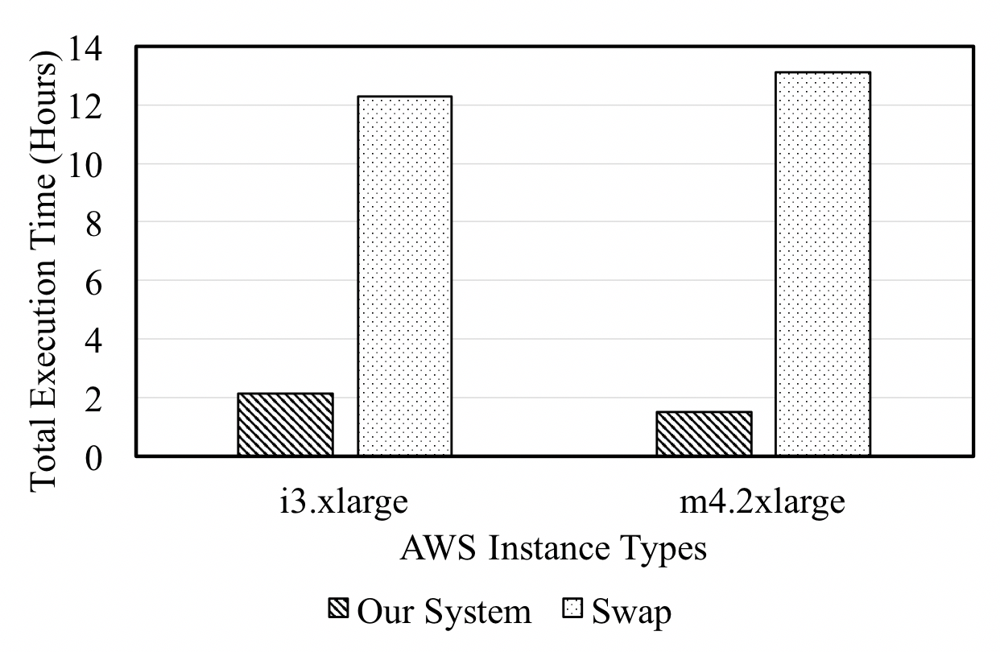 Total Execution Time (Hours)
14
12
10
8
6
4
2
0
i3.xlarge m4.2xlarge
AWS Instance Types
Our System Swap